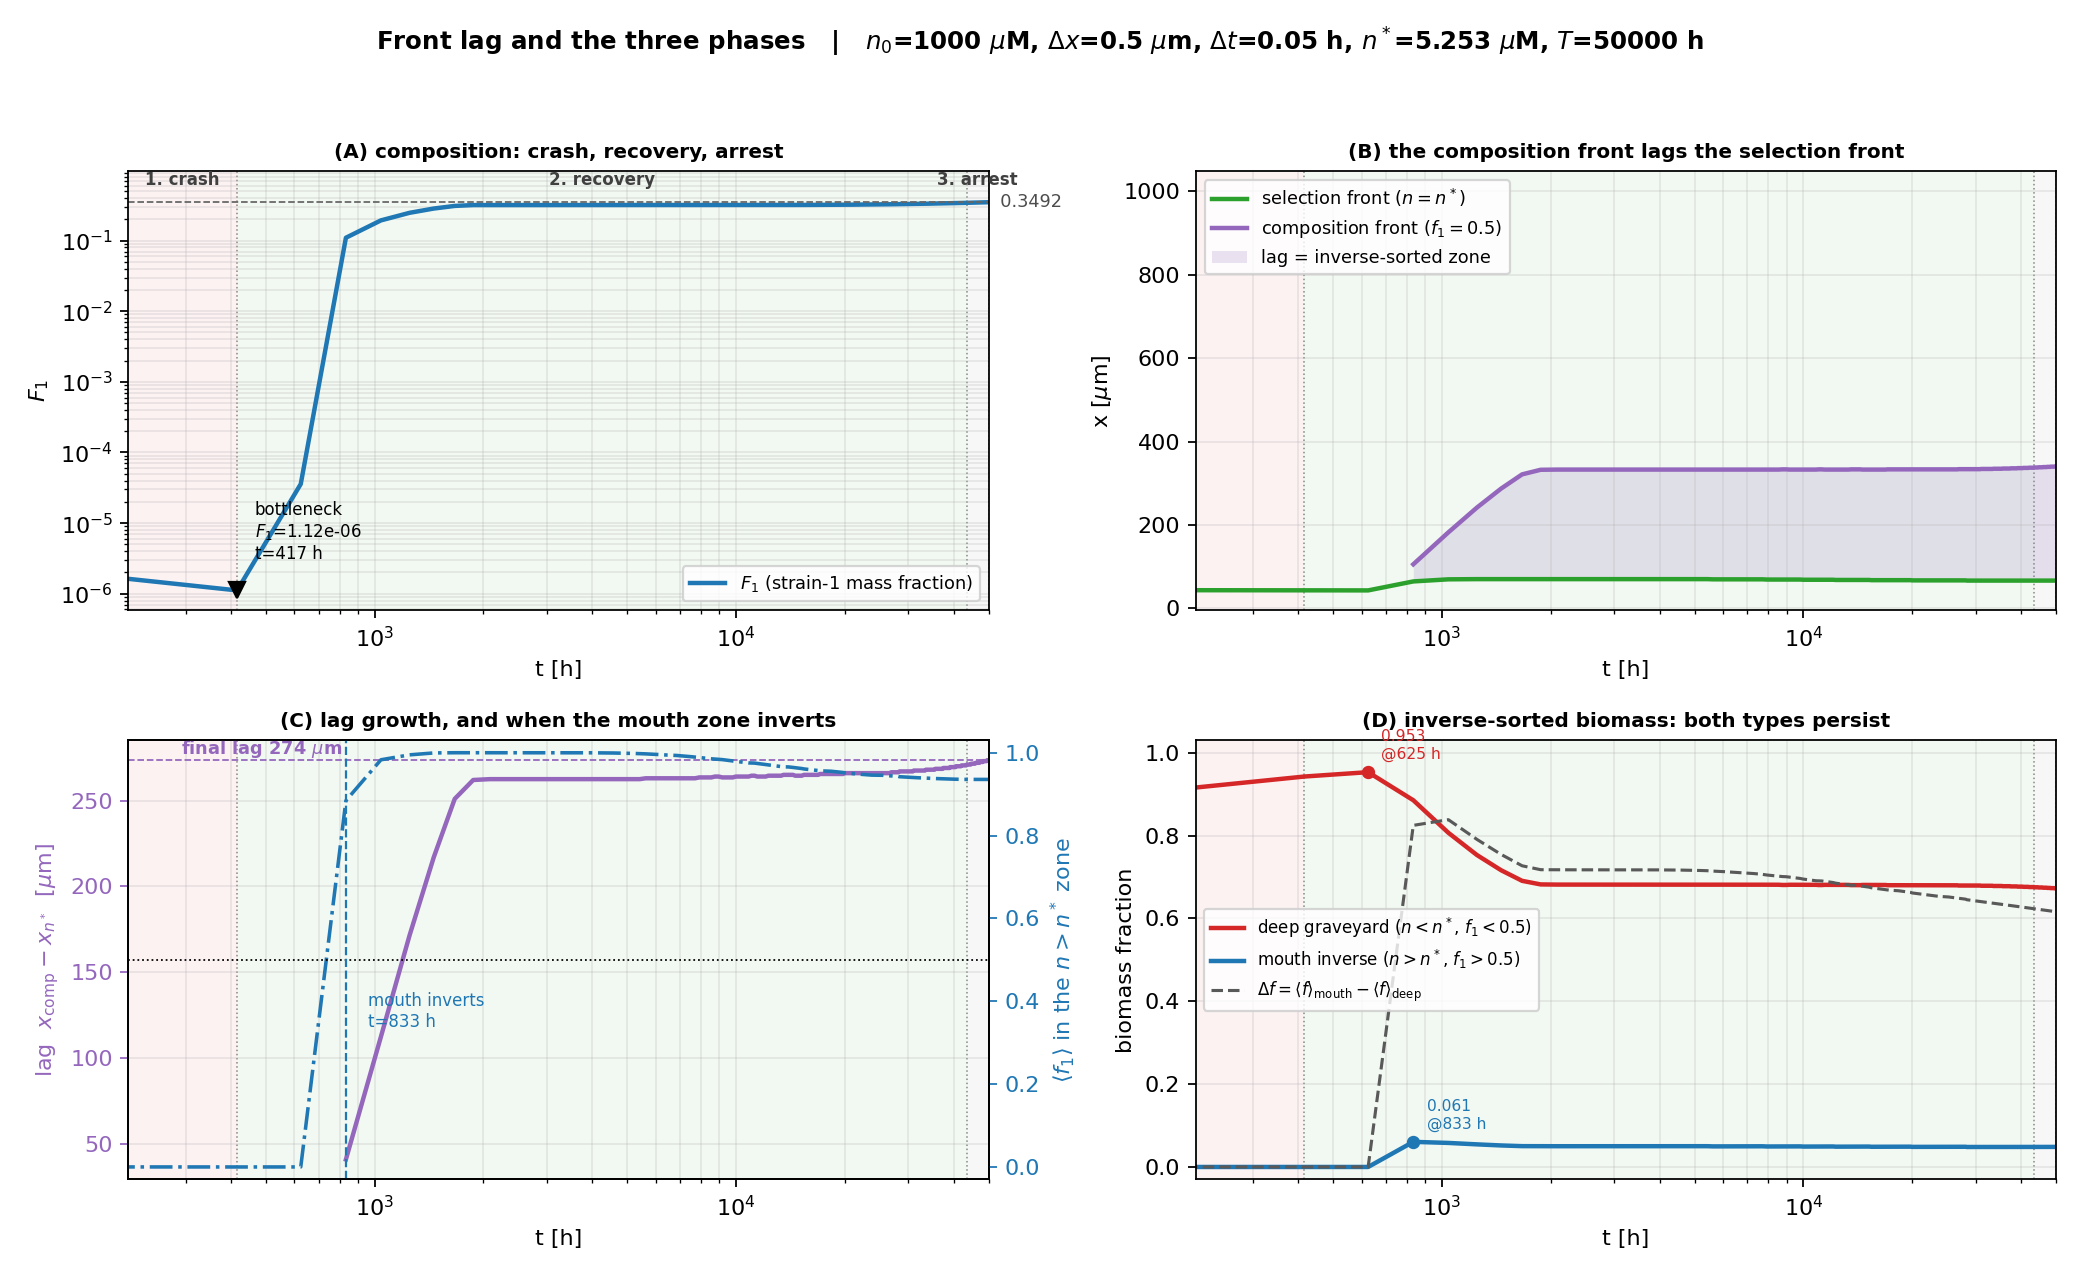 Front lag and the three phases | n₀=1000 μM, Δx=0.5 μm, Δt=0.05 h, n*=5.253 μM, T=50000 h
(A) composition: crash, recovery, arrest
1. crash
2. recovery
3. arrest
0.3492
F₁
10⁻¹
10⁻²
10⁻³
10⁻⁴
10⁻⁵
10⁻⁶
bottleneck
F₁=1.12e-06
t=417 h
F₁ (strain-1 mass fraction)
10³
10⁴
t [h]
(B) the composition front lags the selection front
selection front (n = n*)
composition front (f₁ = 0.5)
lag = inverse-sorted zone
x [μm]
1000
800
600
400
200
0
10³
10⁴
t [h]
(C) lag growth, and when the mouth zone inverts
final lag 274 μm
lag x_comp − x_n* [μm]
250
200
150
100
50
mouth inverts
t=833 h
1.0
0.8
0.6
0.4
0.2
0.0
⟨f₁⟩ in the n > n* zone
10³
10⁴
t [h]
(D) inverse-sorted biomass: both types persist
0.953
@625 h
biomass fraction
1.0
0.8
0.6
0.4
0.2
0.0
deep graveyard (n < n*, f₁ < 0.5)
mouth inverse (n > n*, f₁ > 0.5)
Δf = ⟨f⟩mouth − ⟨f⟩deep
0.061
@833 h
10³
10⁴
t [h]